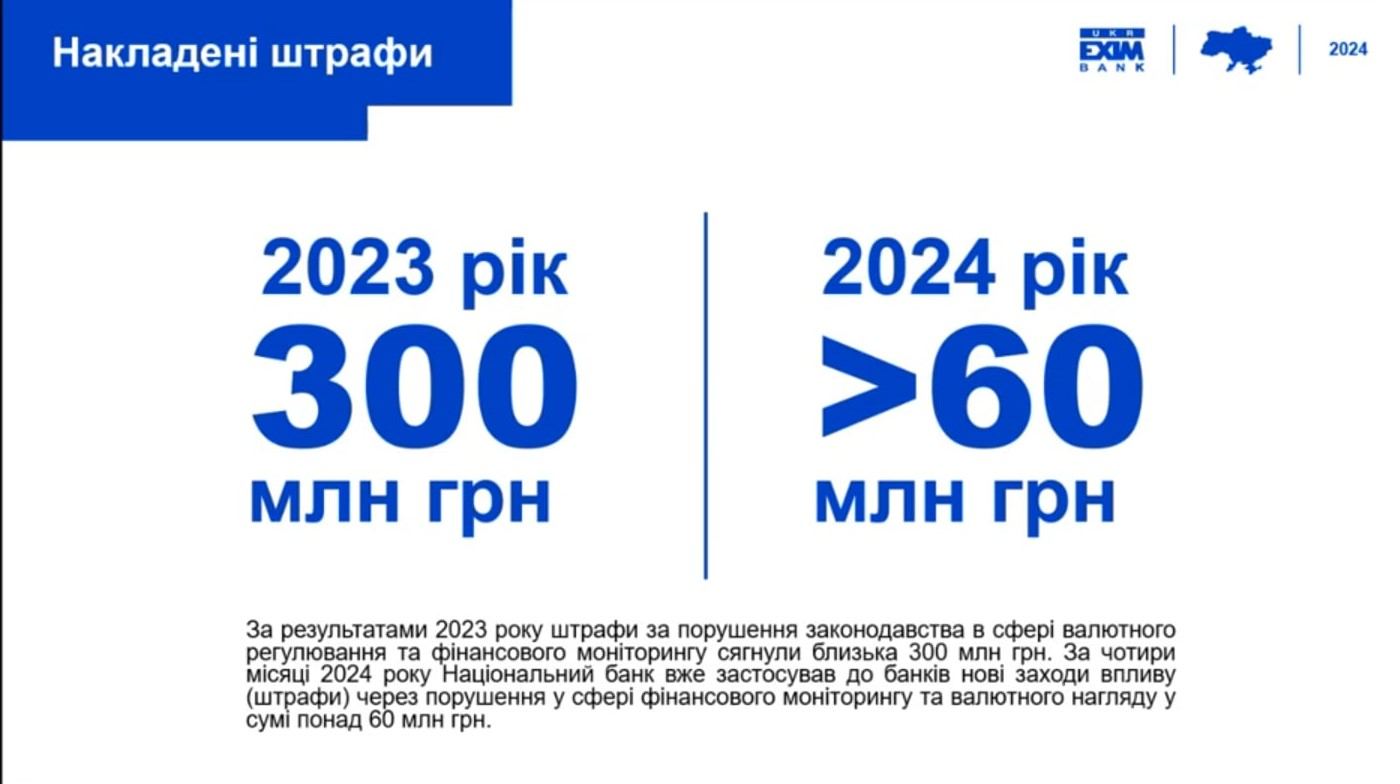 Накладені штрафи
UKR
EXIM
BANK
2024
2023 рік
300
млн грн
2024 рік
>60
млн грн
За результатами 2023 року штрафи за порушення законодавства в сфері валютного
регулювання та фінансового моніторингу сягнули близька 300 млн грн. За чотири
місяці 2024 року Національний банк вже застосував до банків нові заходи впливу
(штрафи) через порушення у сфері фінансового моніторингу та валютного нагляду у
сумі понад 60 млн грн.